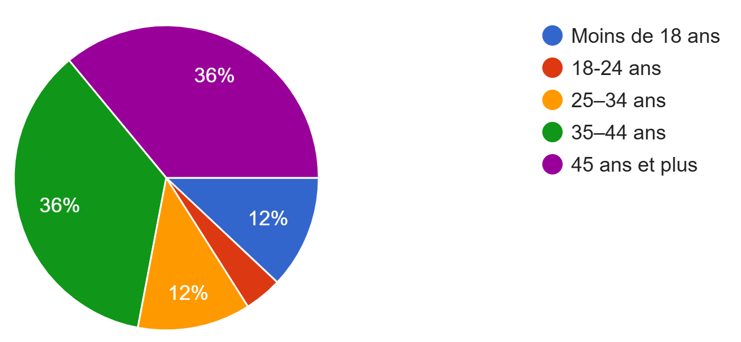 36%
36%
12%
12%
Moins de 18 ans
18-24 ans
25–34 ans
35–44 ans
45 ans et plus